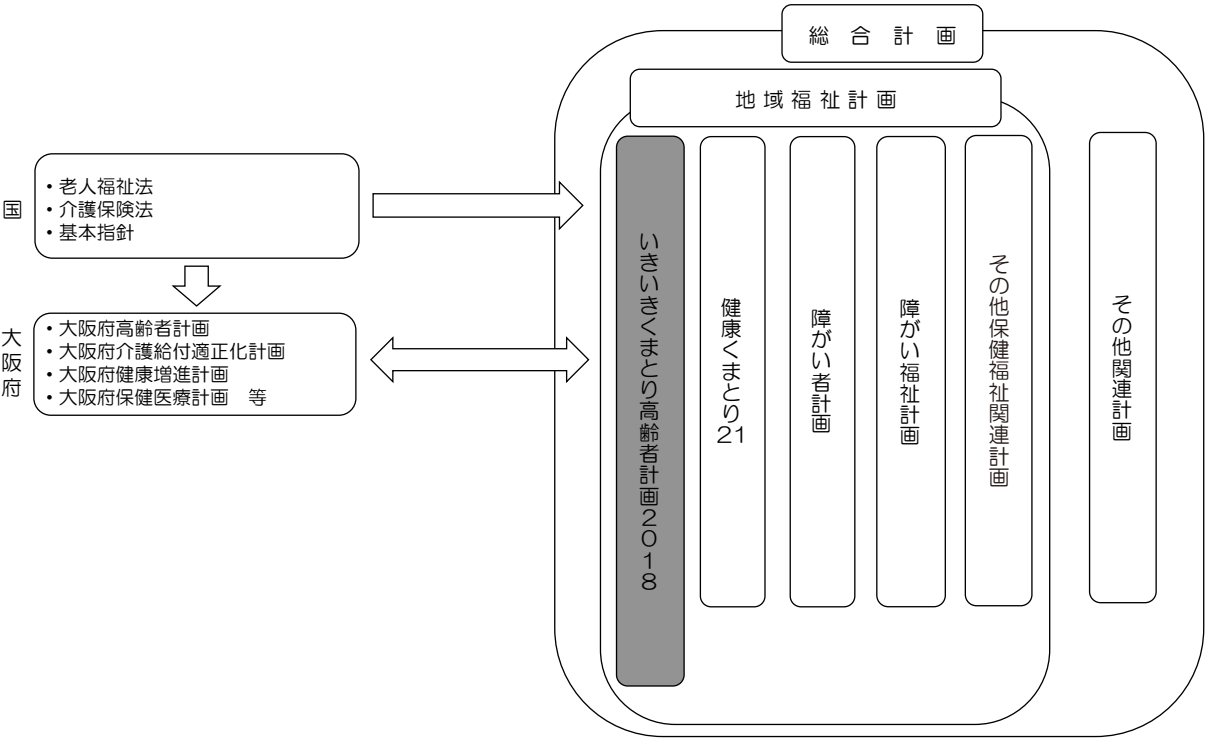 総合計画
地域福祉計画
国
・老人福祉法
・介護保険法
・基本指針
大阪府
・大阪府高齢者計画
・大阪府介護給付適正化計画
・大阪府健康増進計画
・大阪府保健医療計画　等
いきいきくまとり高齢者計画2018
健康くまとり21
障がい者計画
障がい福祉計画
その他保健福祉関連計画
その他関連計画